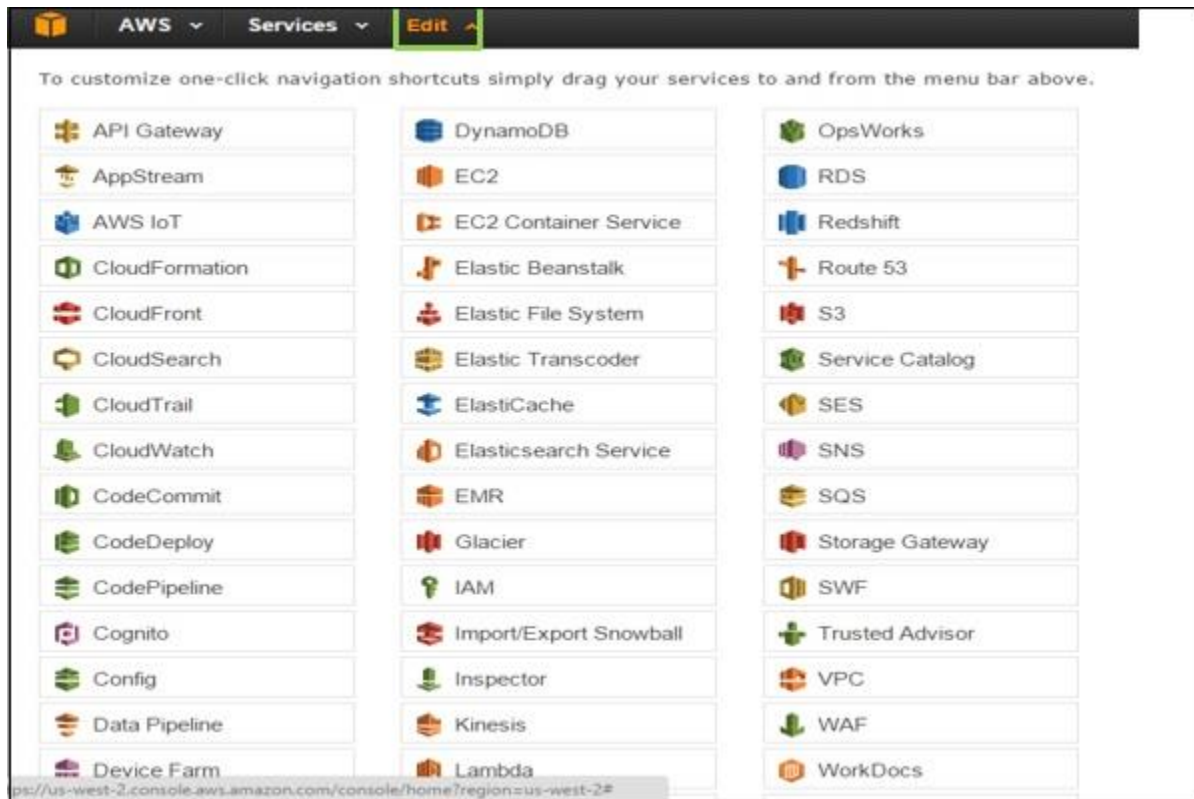 AWS Services Edit
To customize one-click navigation shortcuts simply drag your services to and from the menu bar above.
API Gateway DynamoDB OpsWorks
AppStream EC2 RDS
AWS IoT EC2 Container Service Redshift
CloudFormation Elastic Beanstalk Route 53
CloudFront Elastic File System S3
CloudSearch Elastic Transcoder Service Catalog
CloudTrail ElastiCache SES
CloudWatch Elasticsearch Service SNS
CodeCommit EMR SQS
CodeDeploy Glacier Storage Gateway
CodePipeline IAM SWF
Cognito Import/Export Snowball Trusted Advisor
Config Inspector VPC
Data Pipeline Kinesis WAF
Device Farm Lambda WorkDocs
ps://us-west-2.console.aws.amazon.com/console/home?region=us-west-2#